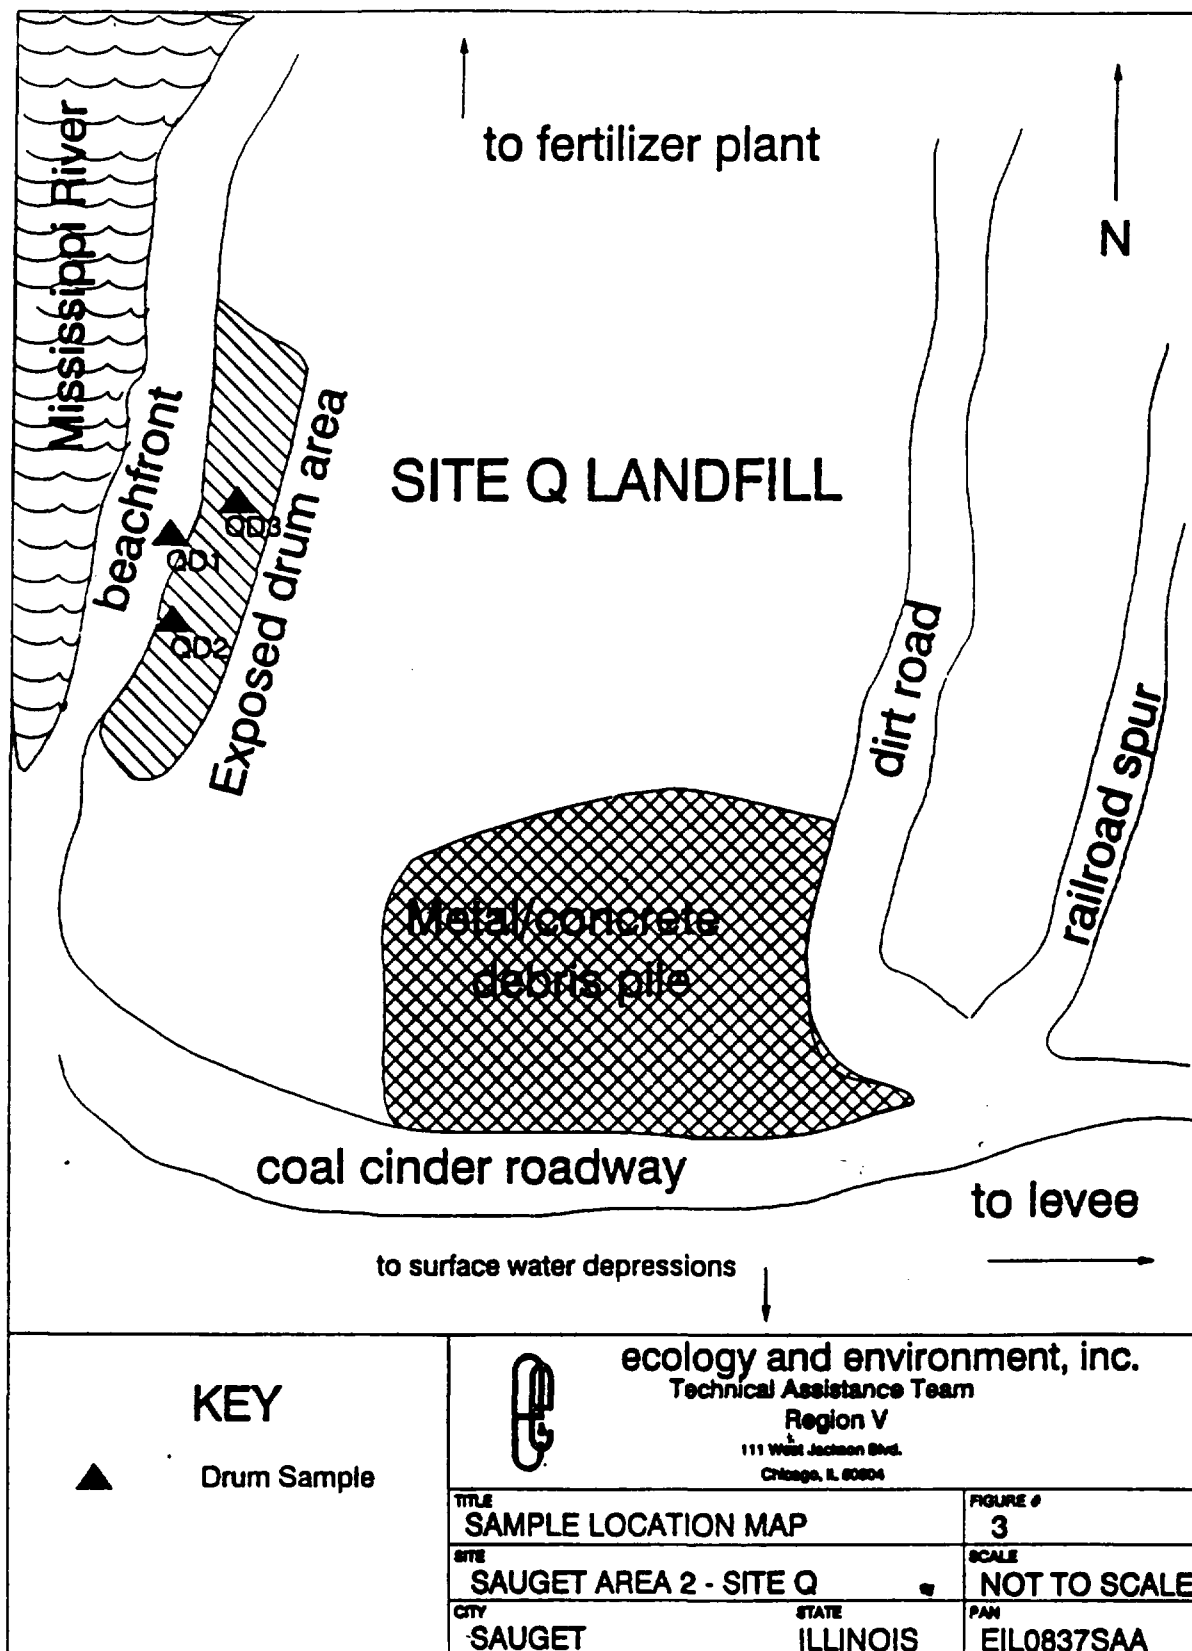 to fertilizer plant
N
Mississippi River
beachfront
Exposed drum area
SITE Q LANDFILL
QD3
QD1
QD2
dirt road
railroad spur
Metal/concrete
debris pile
coal cinder roadway
to levee
to surface water depressions
KEY
Drum Sample
ecology and environment, inc.
Technical Assistance Team
Region V
111 West Jackson Blvd.
Chicago, IL 60604
TITLE
SAMPLE LOCATION MAP
FIGURE #
3
SITE
SAUGET AREA 2 - SITE Q
SCALE
NOT TO SCALE
CITY
SAUGET
STATE
ILLINOIS
PAN
EIL0837SAA